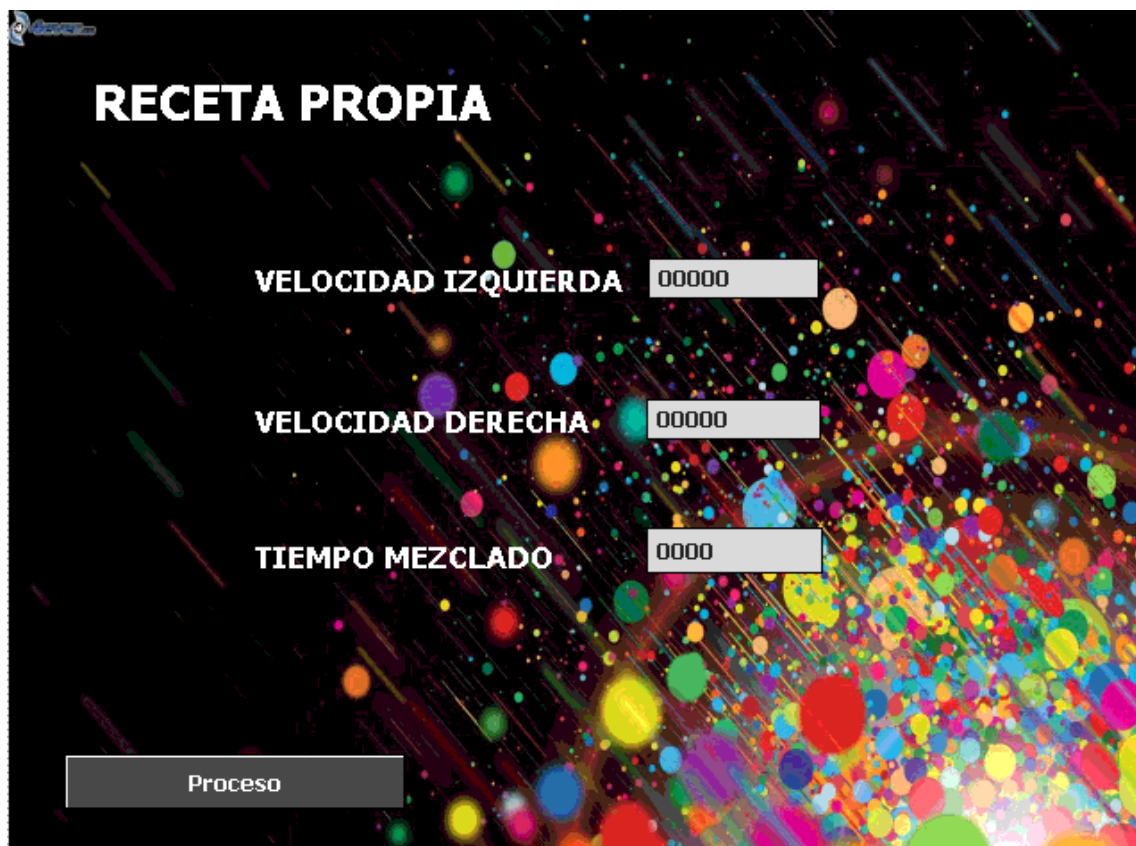 RECETA PROPIA
VELOCIDAD IZQUIERDA 00000
VELOCIDAD DERECHA 00000
TIEMPO MEZCLADO 0000
Proceso